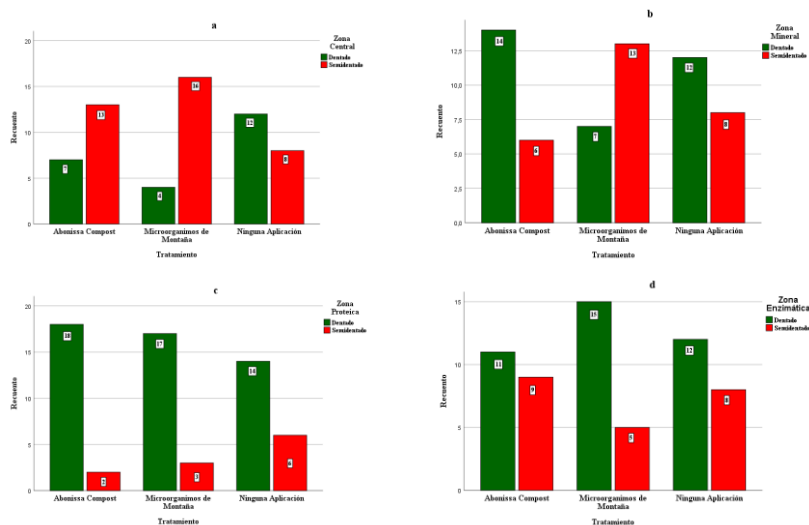 a
Zona
Central
Dentado
Semidentado
Recuento
20
15
10
5
0
7
13
4
16
12
8
Abonissa Compost
Microorganimos de
Montaña
Ninguna Aplicación
Tratamiento
b
Zona
Mineral
Dentado
Semidentado
Recuento
12,5
10,0
7,5
5,0
2,5
0,0
14
6
7
13
12
8
Abonissa Compost
Microorganimos de
Montaña
Ninguna Aplicación
Tratamiento
c
Zona
Proteica
Dentado
Semidentado
Recuento
20
15
10
5
0
18
2
17
3
14
6
Abonissa Compost
Microorganimos de
Montaña
Ninguna Aplicación
Tratamiento
d
Zona
Enzimática
Dentado
Semidentado
Recuento
15
10
5
0
11
9
15
5
12
8
Abonissa Compost
Microorganimos de
Montaña
Ninguna Aplicación
Tratamiento